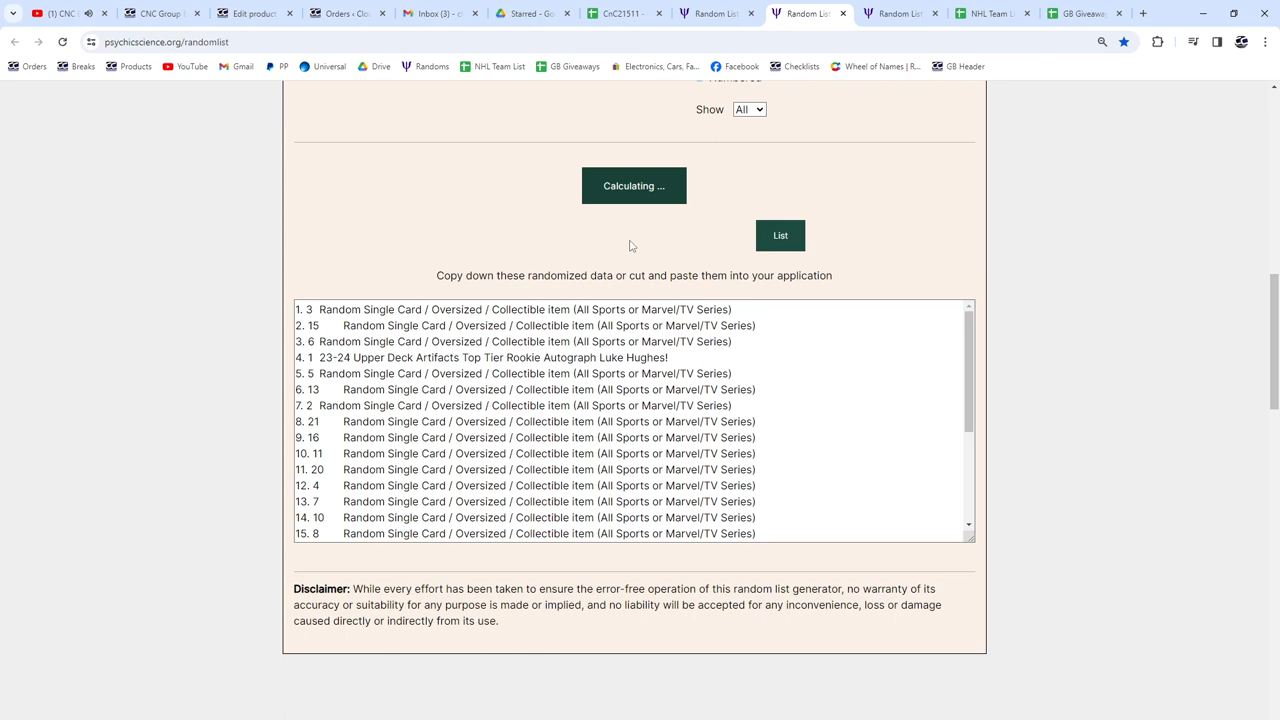 (1) CNC
CNC Group
Edit product
Orders ‹ Clo
Inbox (3) - c
Starred - Go
CnC21511 -
Random List
Random List
Random List
NHL Team L
GB Giveaway
psychicscience.org/randomlist
Orders
Breaks
Products
YouTube
Gmail
PP
Universal
Drive
Randoms
NHL Team List
GB Giveaways
Electronics, Cars, Fa...
Facebook
Checklists
Wheel of Names | R...
GB Header
Numbered
Show All
Calculating ...
List
Copy down these randomized data or cut and paste them into your application
1. 3 Random Single Card / Oversized / Collectible item (All Sports or Marvel/TV Series)
2. 15 Random Single Card / Oversized / Collectible item (All Sports or Marvel/TV Series)
3. 6 Random Single Card / Oversized / Collectible item (All Sports or Marvel/TV Series)
4. 1 23-24 Upper Deck Artifacts Top Tier Rookie Autograph Luke Hughes!
5. 5 Random Single Card / Oversized / Collectible item (All Sports or Marvel/TV Series)
6. 13 Random Single Card / Oversized / Collectible item (All Sports or Marvel/TV Series)
7. 2 Random Single Card / Oversized / Collectible item (All Sports or Marvel/TV Series)
8. 21 Random Single Card / Oversized / Collectible item (All Sports or Marvel/TV Series)
9. 16 Random Single Card / Oversized / Collectible item (All Sports or Marvel/TV Series)
10. 11 Random Single Card / Oversized / Collectible item (All Sports or Marvel/TV Series)
11. 20 Random Single Card / Oversized / Collectible item (All Sports or Marvel/TV Series)
12. 4 Random Single Card / Oversized / Collectible item (All Sports or Marvel/TV Series)
13. 7 Random Single Card / Oversized / Collectible item (All Sports or Marvel/TV Series)
14. 10 Random Single Card / Oversized / Collectible item (All Sports or Marvel/TV Series)
15. 8 Random Single Card / Oversized / Collectible item (All Sports or Marvel/TV Series)
Disclaimer: While every effort has been taken to ensure the error-free operation of this random list generator, no warranty of its
accuracy or suitability for any purpose is made or implied, and no liability will be accepted for any inconvenience, loss or damage
caused directly or indirectly from its use.